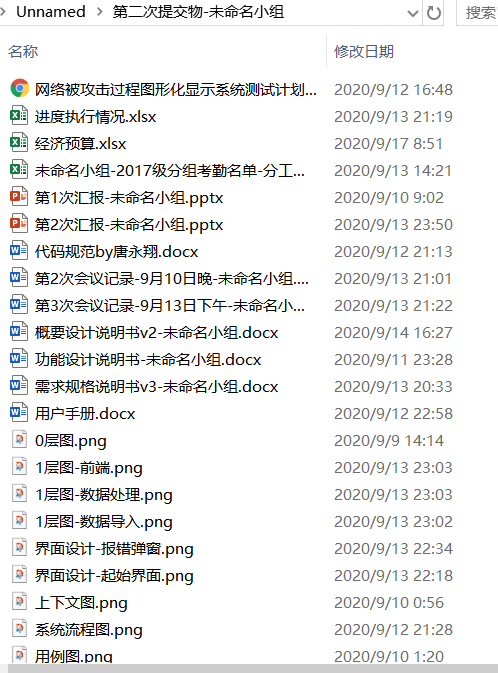 Unnamed > 第二次提交物-未命名小组 搜索
名称 修改日期
网络被攻击过程图形化显示系统测试计划... 2020/9/12 16:48
进度执行情况.xlsx 2020/9/13 21:19
经济预算.xlsx 2020/9/17 8:51
未命名小组-2017级分组考勤名单-分工... 2020/9/13 14:21
第1次汇报-未命名小组.pptx 2020/9/10 9:02
第2次汇报-未命名小组.pptx 2020/9/13 23:50
代码规范by唐永翔.docx 2020/9/12 21:13
第2次会议记录-9月10日晚-未命名小组.... 2020/9/13 21:01
第3次会议记录-9月13日下午-未命名小... 2020/9/13 21:22
概要设计说明书v2-未命名小组.docx 2020/9/14 16:27
功能设计说明书-未命名小组.docx 2020/9/11 23:28
需求规格说明书v3-未命名小组.docx 2020/9/13 20:33
用户手册.docx 2020/9/12 22:58
0层图.png 2020/9/9 14:14
1层图-前端.png 2020/9/13 23:03
1层图-数据处理.png 2020/9/13 23:03
1层图-数据导入.png 2020/9/13 23:02
界面设计-报错弹窗.png 2020/9/13 22:34
界面设计-起始界面.png 2020/9/13 22:18
上下文图.png 2020/9/10 0:56
系统流程图.png 2020/9/12 21:28
用例图.png 2020/9/10 1:20